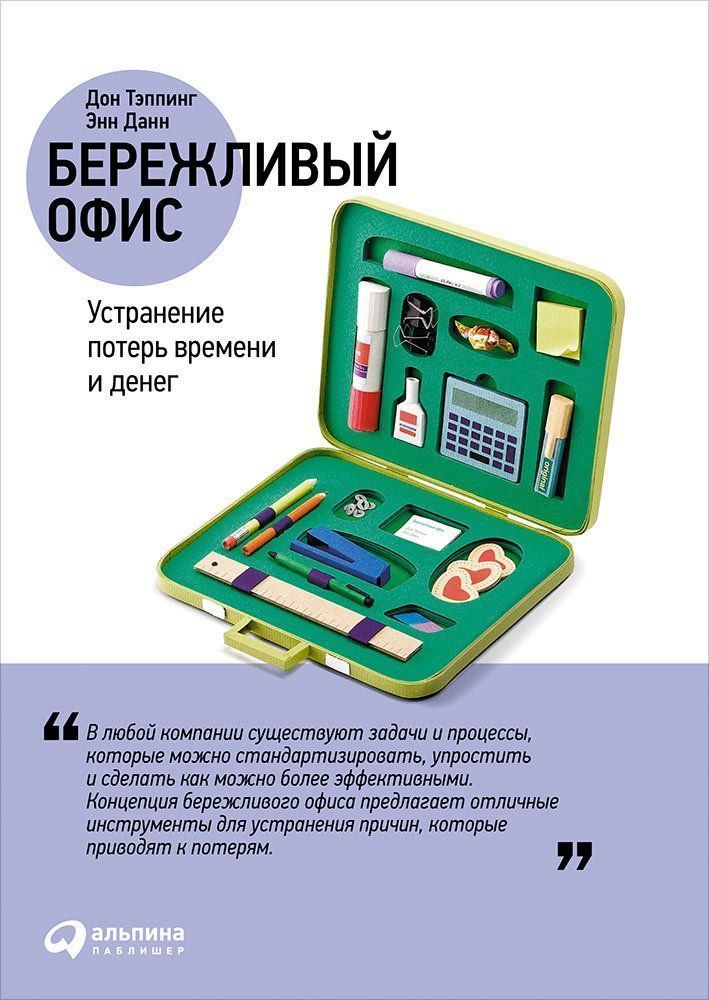 Дон Тэппинг
Энн Данн
БЕРЕЖЛИВЫЙ
ОФИС
Устранение
потерь времени
и денег
original
“
В любой компании существуют задачи и процессы,
которые можно стандартизировать, упростить
и сделать как можно более эффективными.
Концепция бережливого офиса предлагает отличные
инструменты для устранения причин, которые
приводят к потерям.
”
альпина
ПАБЛИШЕР